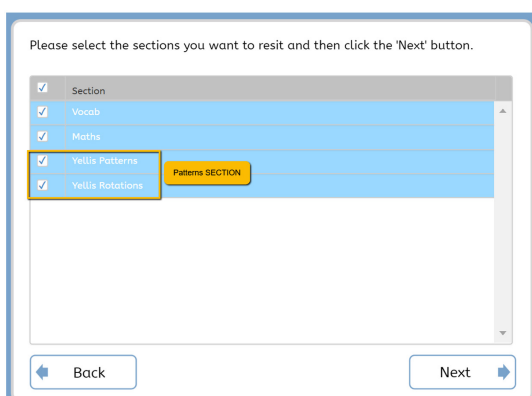 Please select the sections you want to resit and then click the 'Next' button.
Section
Vocab
Maths
Yellis Patterns
Patterns SECTION
Yellis Rotations
Back
Next